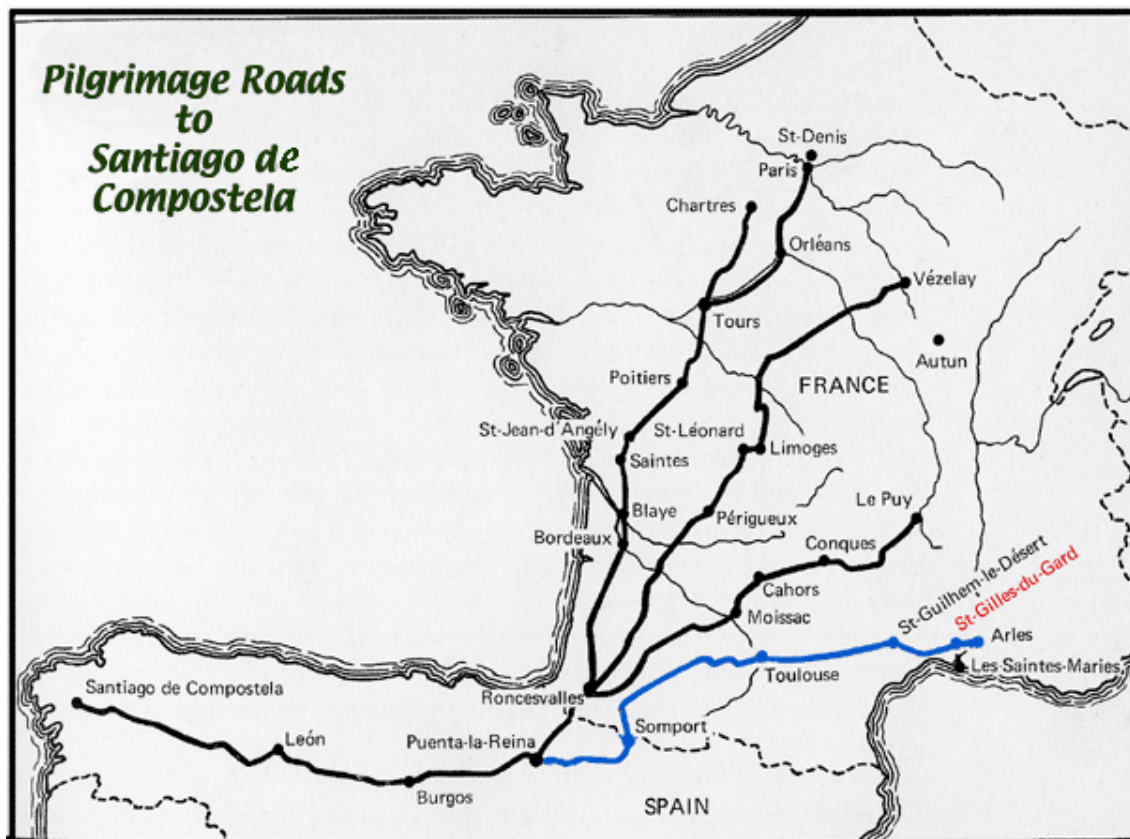 Pilgrimage Roads
to
Santiago de
Compostela
St-Denis
Paris
Chartres
Orléans
Vézelay
Tours
Autun
Poitiers
FRANCE
St-Jean-d'Angély
St-Léonard
Saintes
Limoges
Le Puy
Blaye
Périgueux
Bordeaux
Conques
St-Guilhem-le-Désert
St-Gilles-du-Gard
Cahors
Moissac
Arles
Les Saintes-Maries
Toulouse
Santiago de Compostela
Roncesvalles
León
Puenta-la-Reina
Somport
Burgos
SPAIN